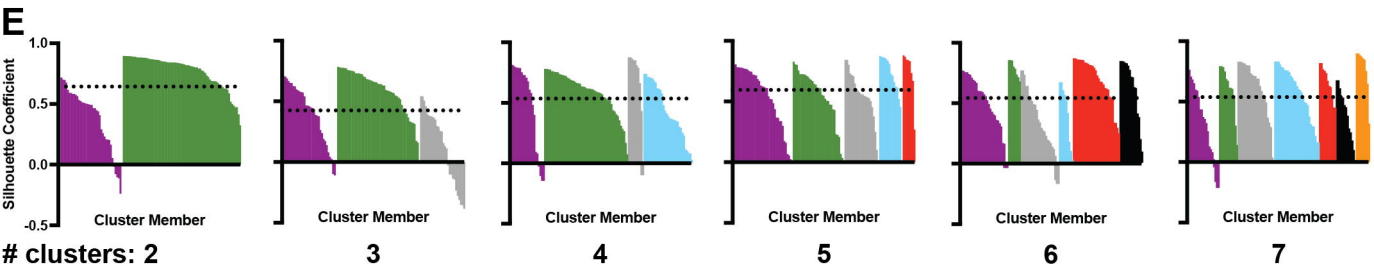 E
Silhouette Coefficient
1.0
0.5
0.0
-0.5
Cluster Member
Cluster Member
Cluster Member
Cluster Member
Cluster Member
Cluster Member
# clusters: 2 3 4 5 6 7